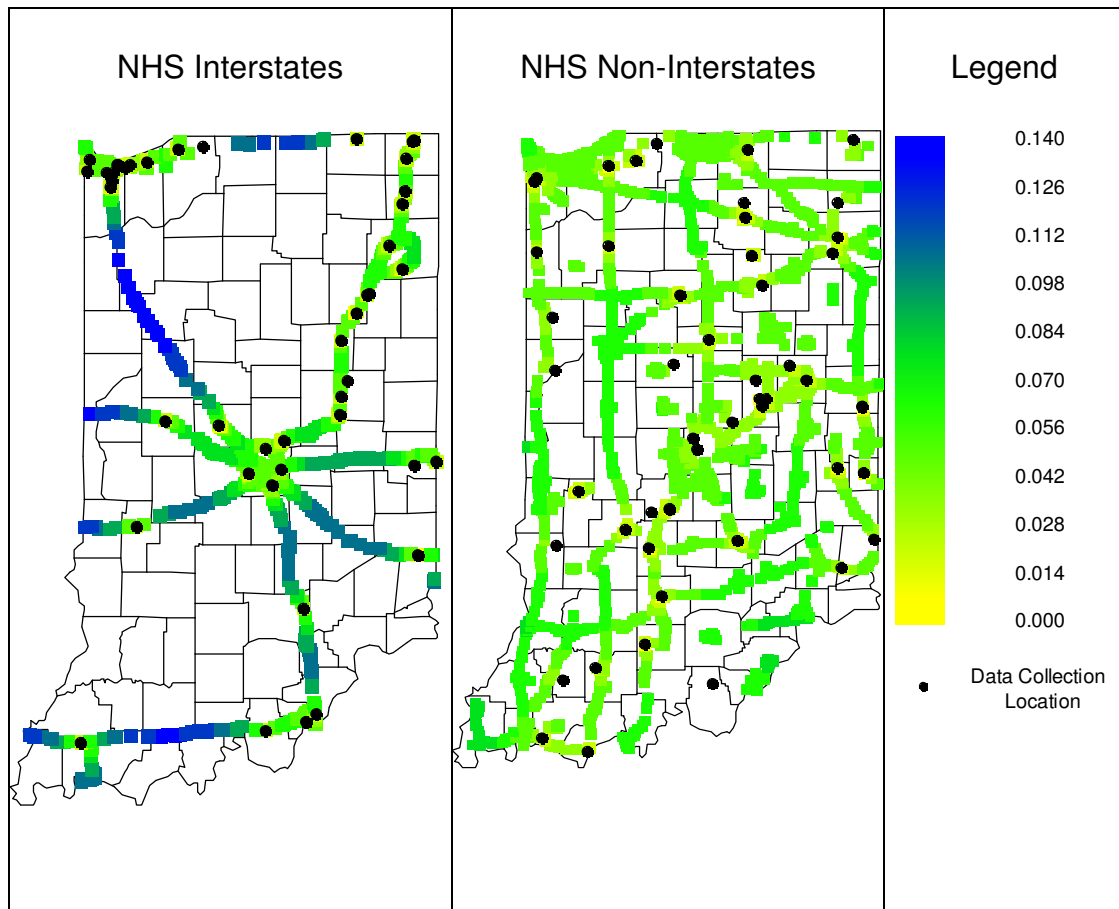 NHS Interstates
NHS Non-Interstates
Legend
0.140
0.126
0.112
0.098
0.084
0.070
0.056
0.042
0.028
0.014
0.000
Data Collection
Location